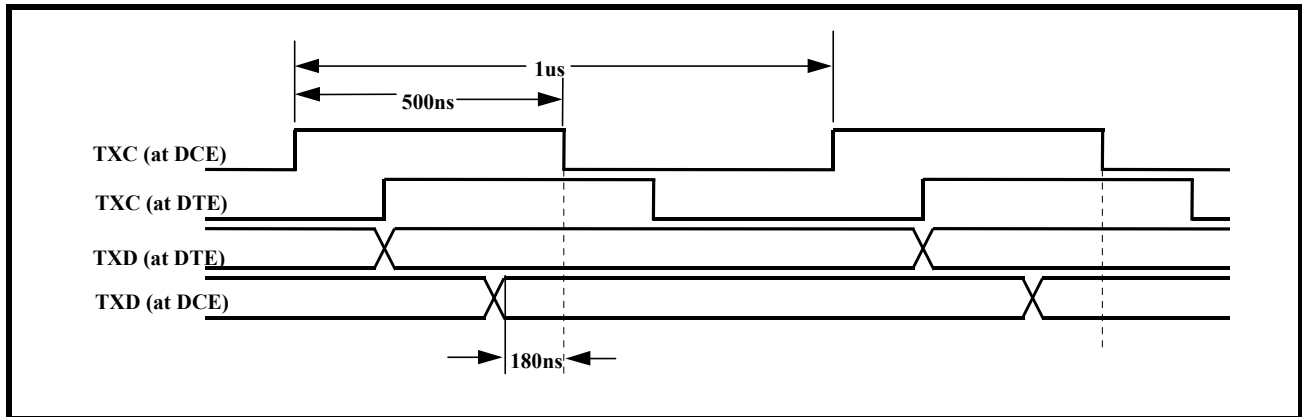 1us
500ns
TXC (at DCE)
TXC (at DTE)
TXD (at DTE)
TXD (at DCE)
180ns